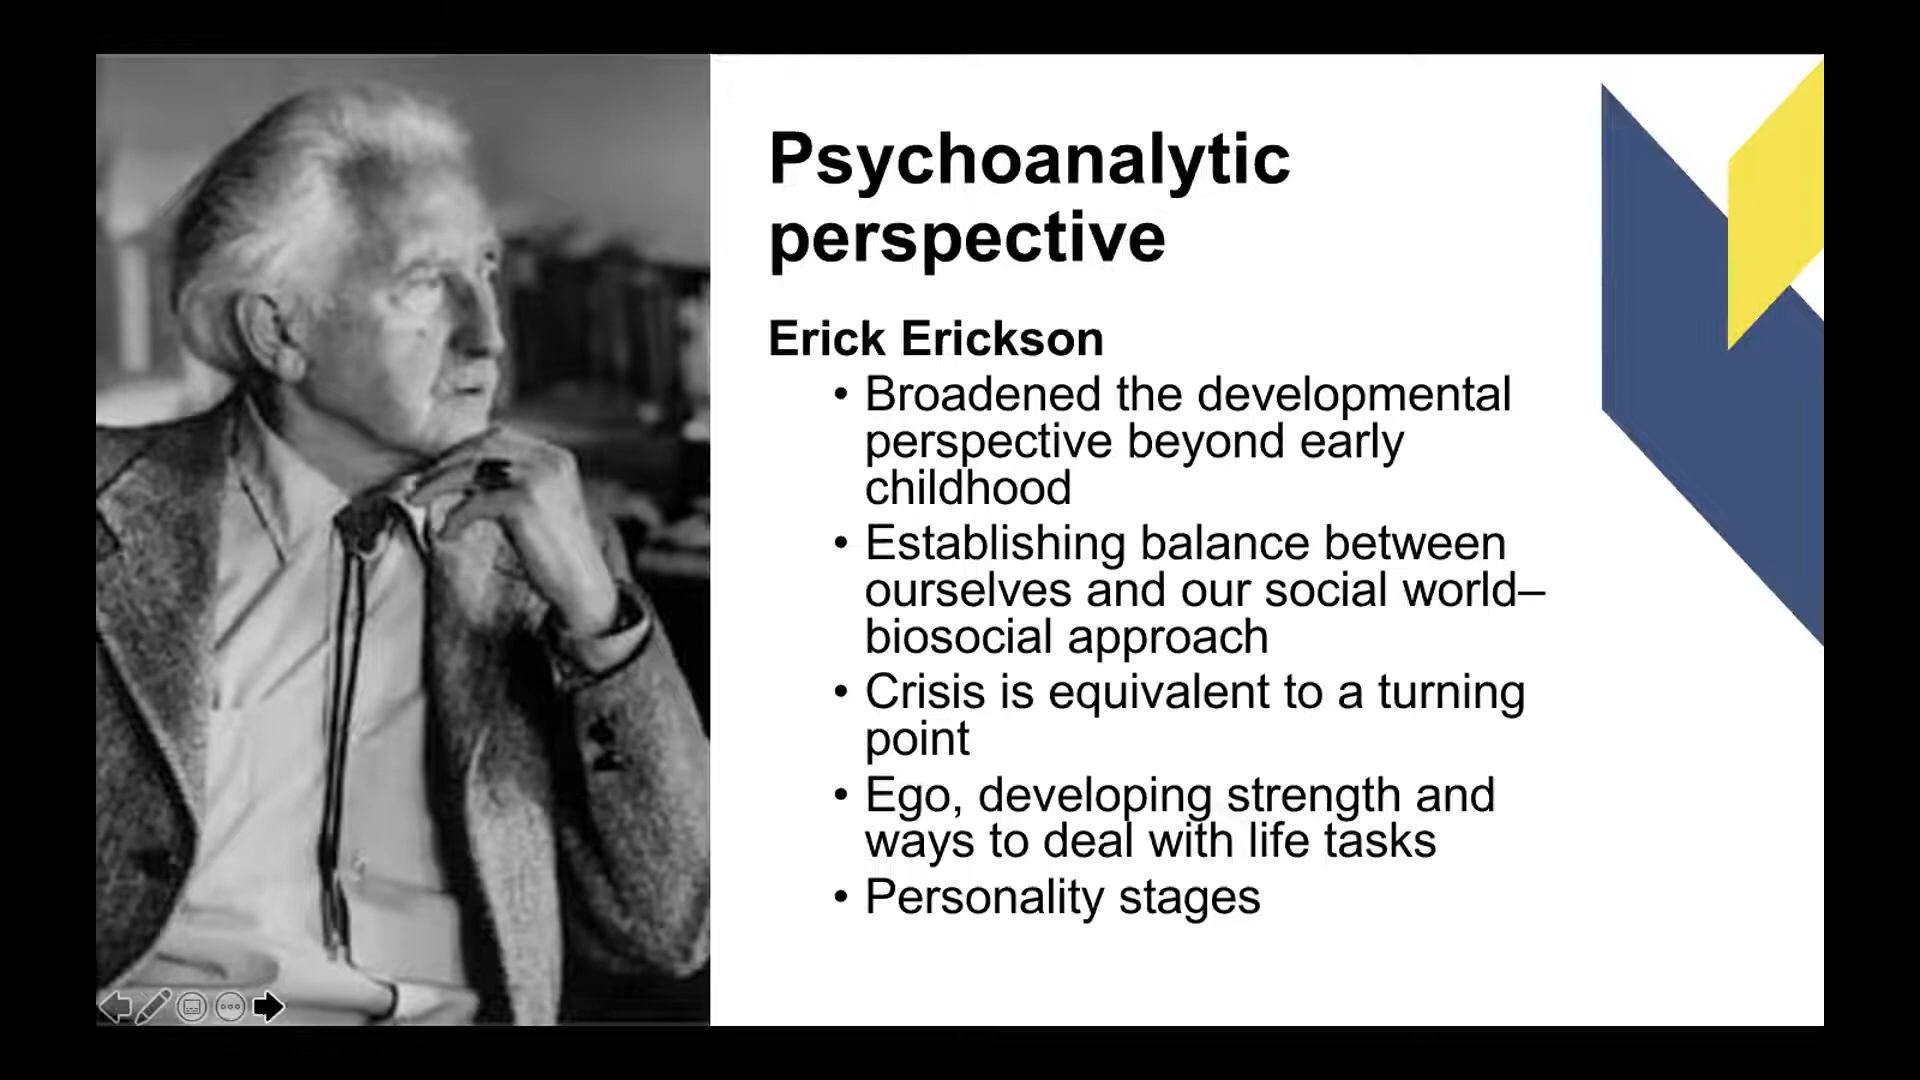 Psychoanalytic
perspective
Erick Erickson
• Broadened the developmental
perspective beyond early
childhood
• Establishing balance between
ourselves and our social world–
biosocial approach
• Crisis is equivalent to a turning
point
• Ego, developing strength and
ways to deal with life tasks
• Personality stages